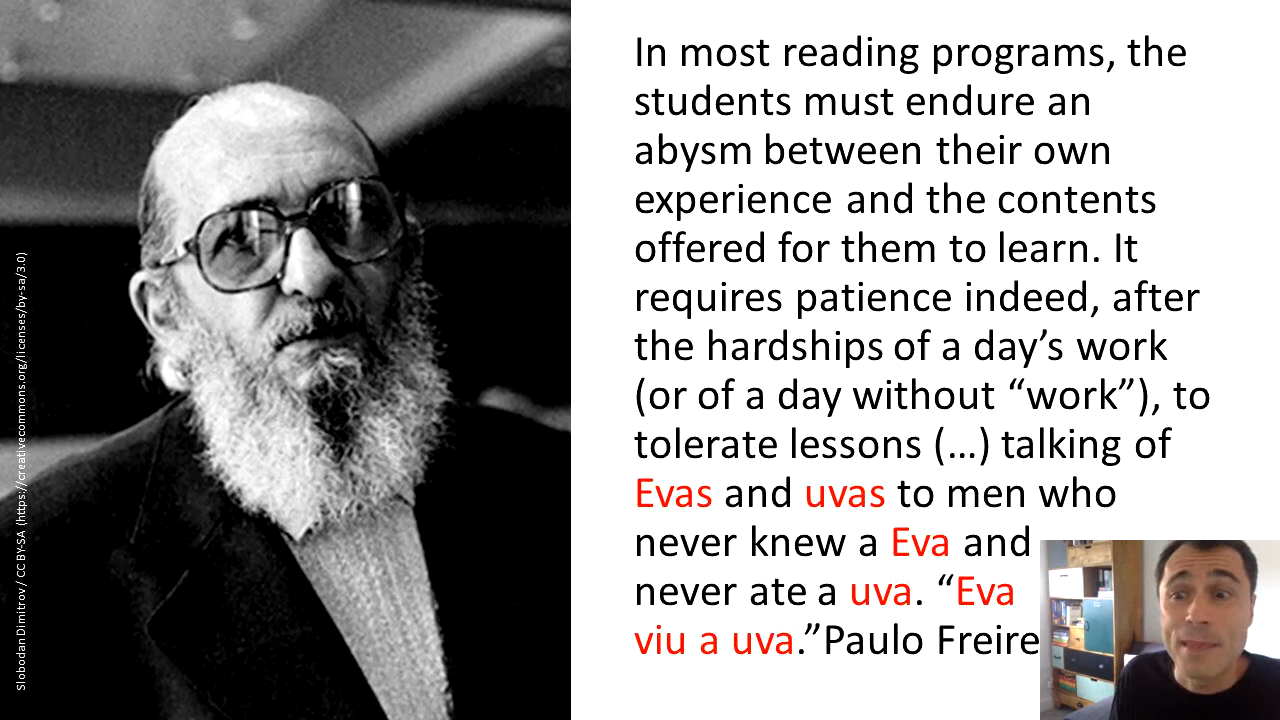 In most reading programs, the
students must endure an
abysm between their own
experience and the contents
offered for them to learn. It
requires patience indeed, after
the hardships of a day’s work
(or of a day without “work”), to
tolerate lessons (…) talking of
Evas and uvas to men who
never knew a Eva and
never ate a uva. “Eva
viu a uva.”Paulo Freire
Slobodan Dimitrov / CC BY-SA (https://creativecommons.org/licenses/by-sa/3.0)